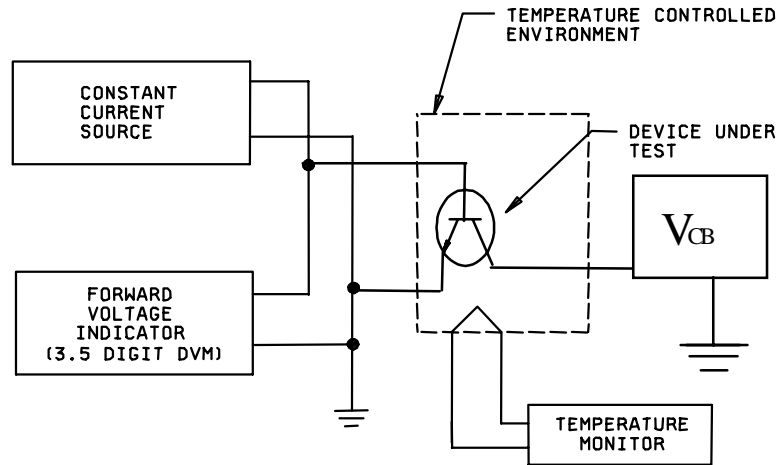 TEMPERATURE CONTROLLED
ENVIRONMENT
CONSTANT
CURRENT
SOURCE
DEVICE UNDER
TEST
VCB
FORWARD
VOLTAGE
INDICATOR
(3.5 DIGIT DVM)
TEMPERATURE
MONITOR